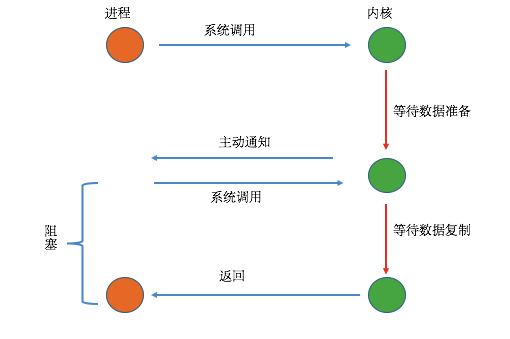 进程
内核
系统调用
等待数据准备
主动通知
系统调用
等待数据复制
阻塞
返回